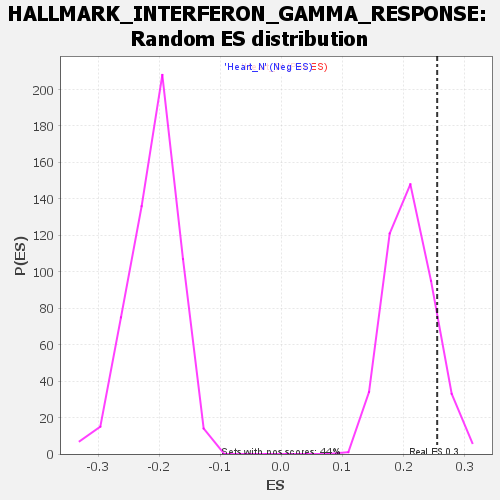 HALLMARK_INTERFERON_GAMMA_RESPONSE:
Random ES distribution
'Heart_N' (Neg ES) ES)
200
180
160
140
120
100
80
60
40
20
0
P(ES)
Sets with pos scores: 44%
Real ES 0.3
-0.3 -0.2 -0.1 0.0 0.1 0.2 0.3
ES